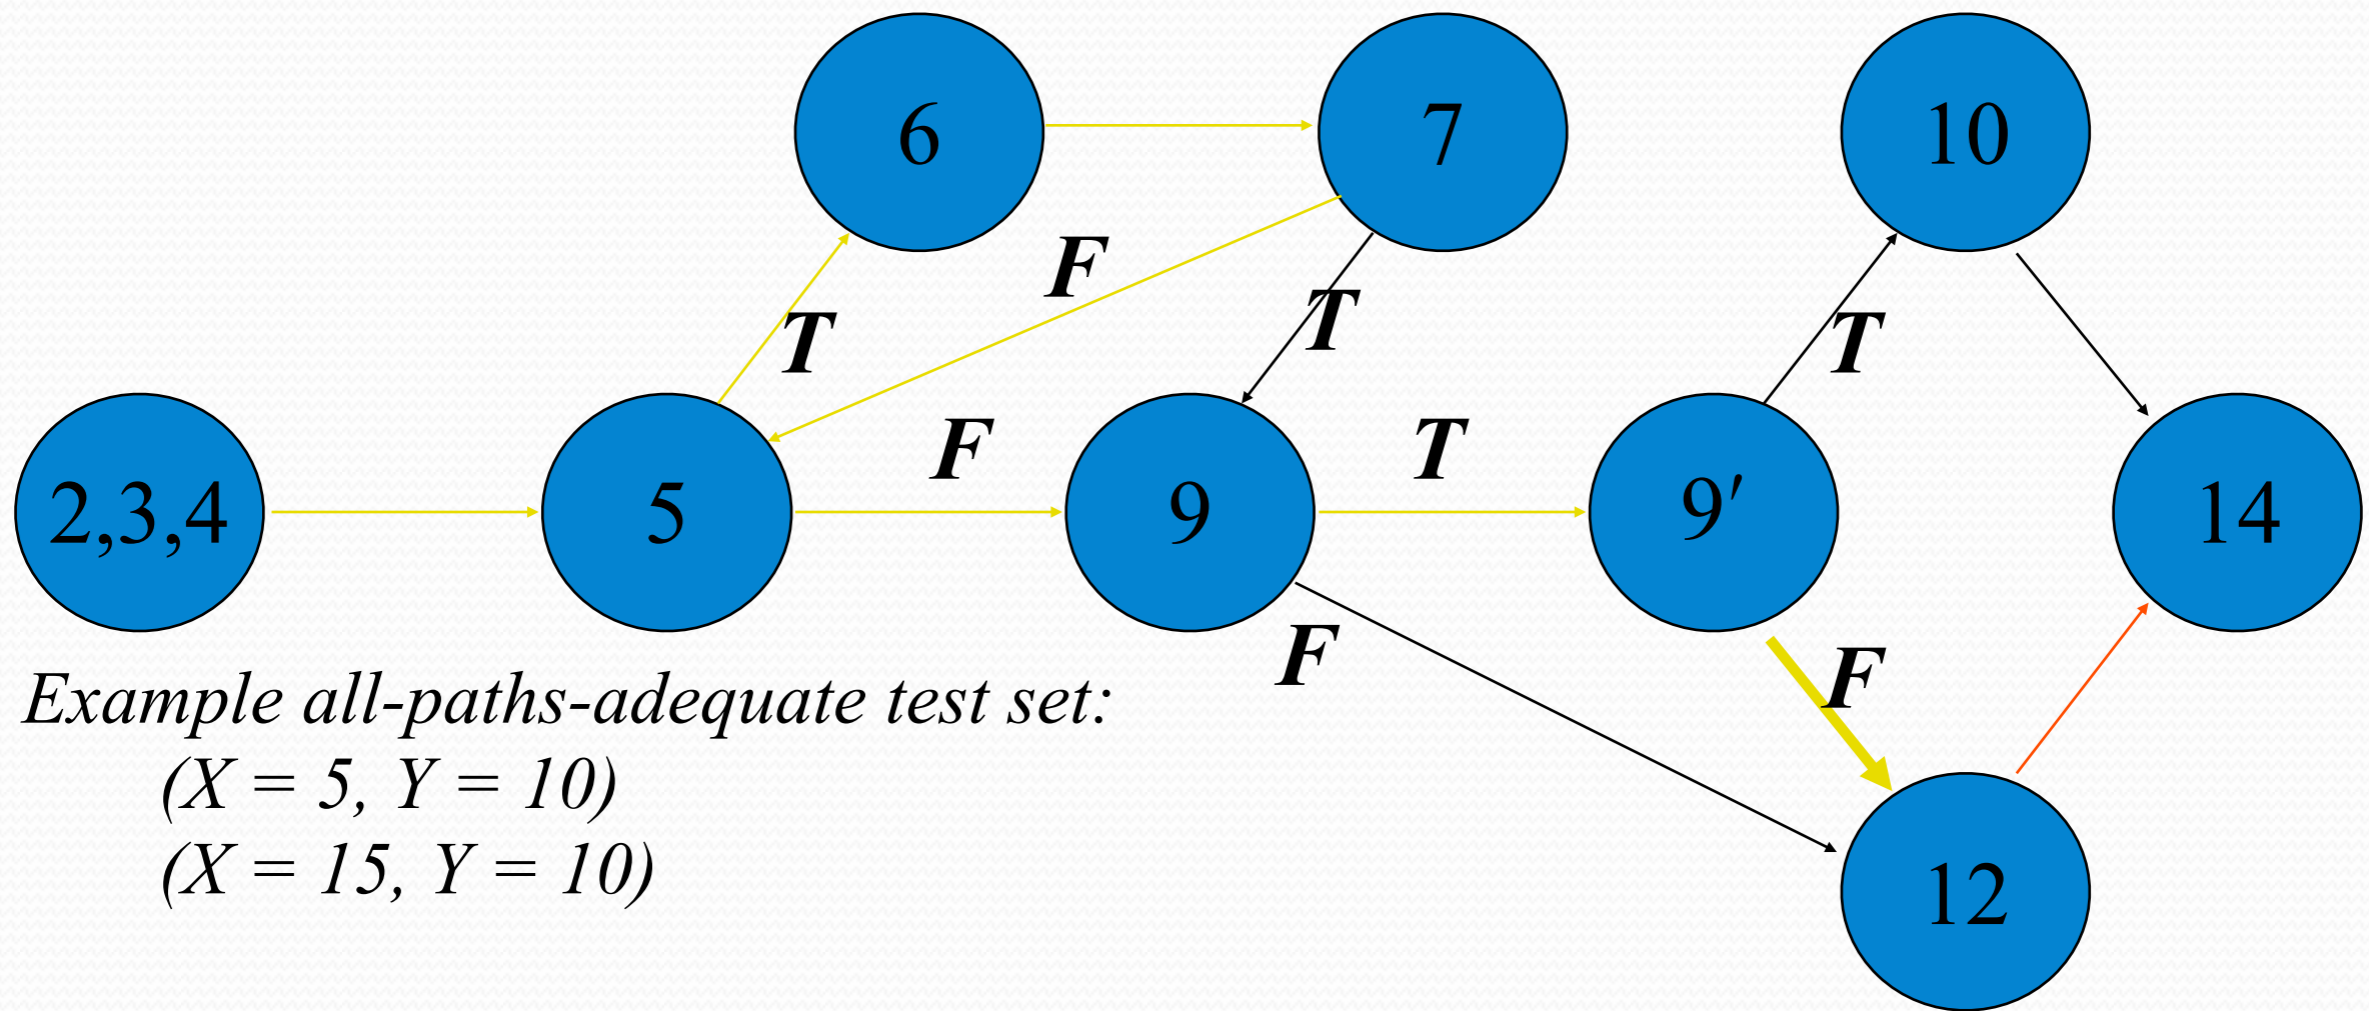 6
7
10
F
T
T
T
F
T
2,3,4
5
9
9′
14
F
F
Example all-paths-adequate test set:
(X = 5, Y = 10)
(X = 15, Y = 10)
12